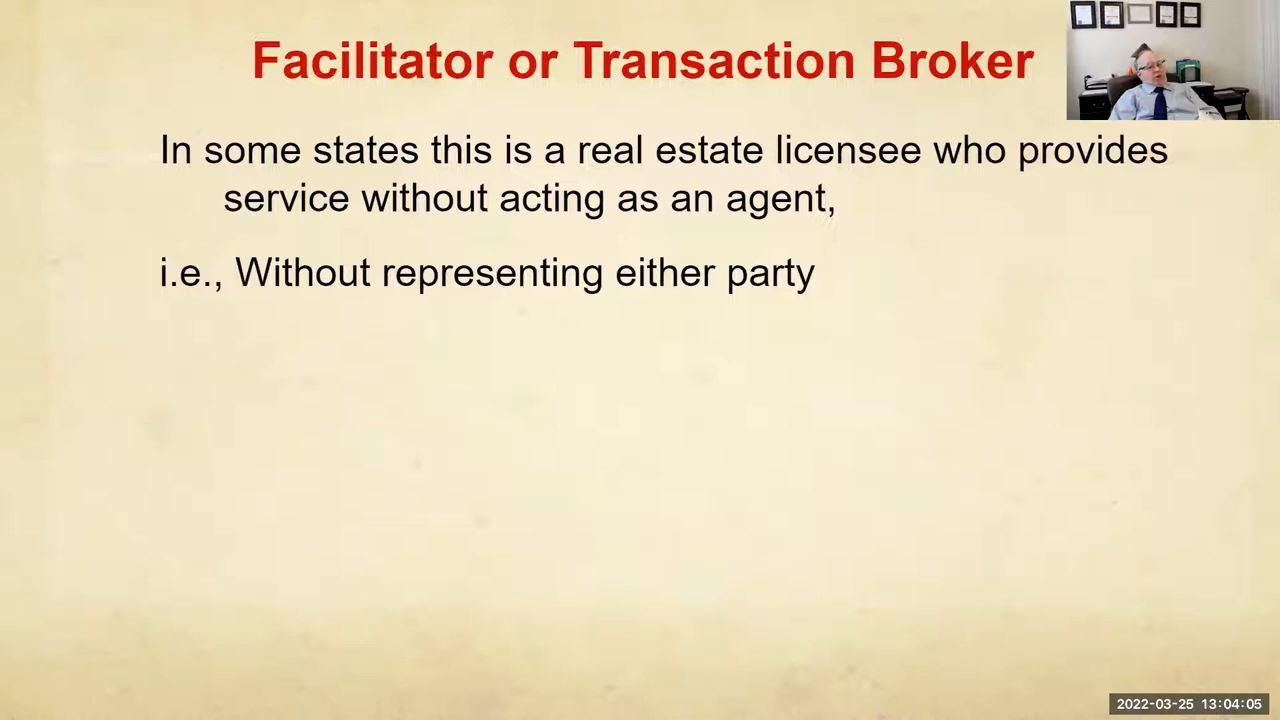 Facilitator or Transaction Broker
In some states this is a real estate licensee who provides
service without acting as an agent,
i.e., Without representing either party
2022-03-25 13:04:05